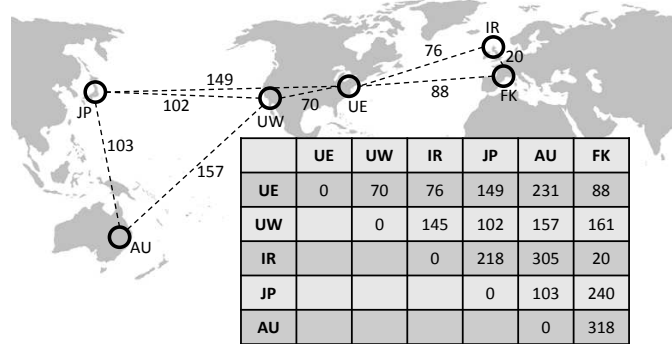 IR
76
20
149
JP
102
UW
70
UE
88
FK
103
157
AU
UE UW IR JP AU FK
UE 0 70 76 149 231 88
UW 0 145 102 157 161
IR 0 218 305 20
JP 0 103 240
AU 0 318